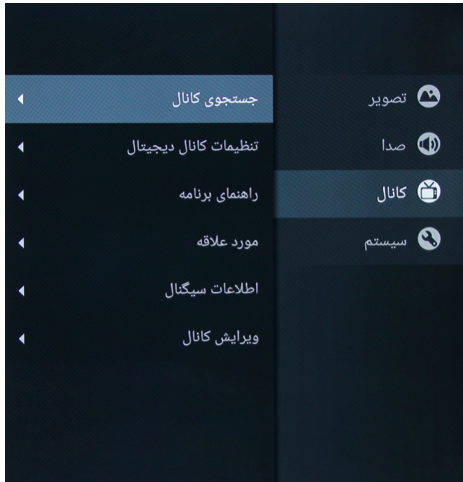 تصویر
صدا
کانال
سیستم
جستجوی کانال
تنظیمات کانال دیجیتال
راهنمای برنامه
مورد علاقه
اطلاعات سیگنال
ویرایش کانال